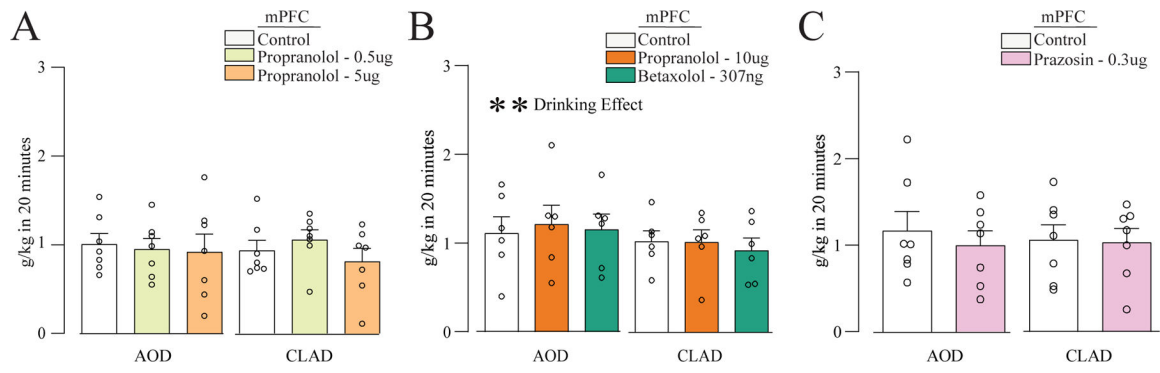 A
mPFC
Control
Propranolol - 0.5ug
Propranolol - 5ug
3
2
1
0
g/kg in 20 minutes
AOD
CLAD
B
mPFC
Control
Propranolol - 10ug
Betaxolol - 307ng
** Drinking Effect
3
2
1
0
g/kg in 20 minutes
AOD
CLAD
C
mPFC
Control
Prazosin - 0.3ug
3
2
1
0
g/kg in 20 minutes
AOD
CLAD